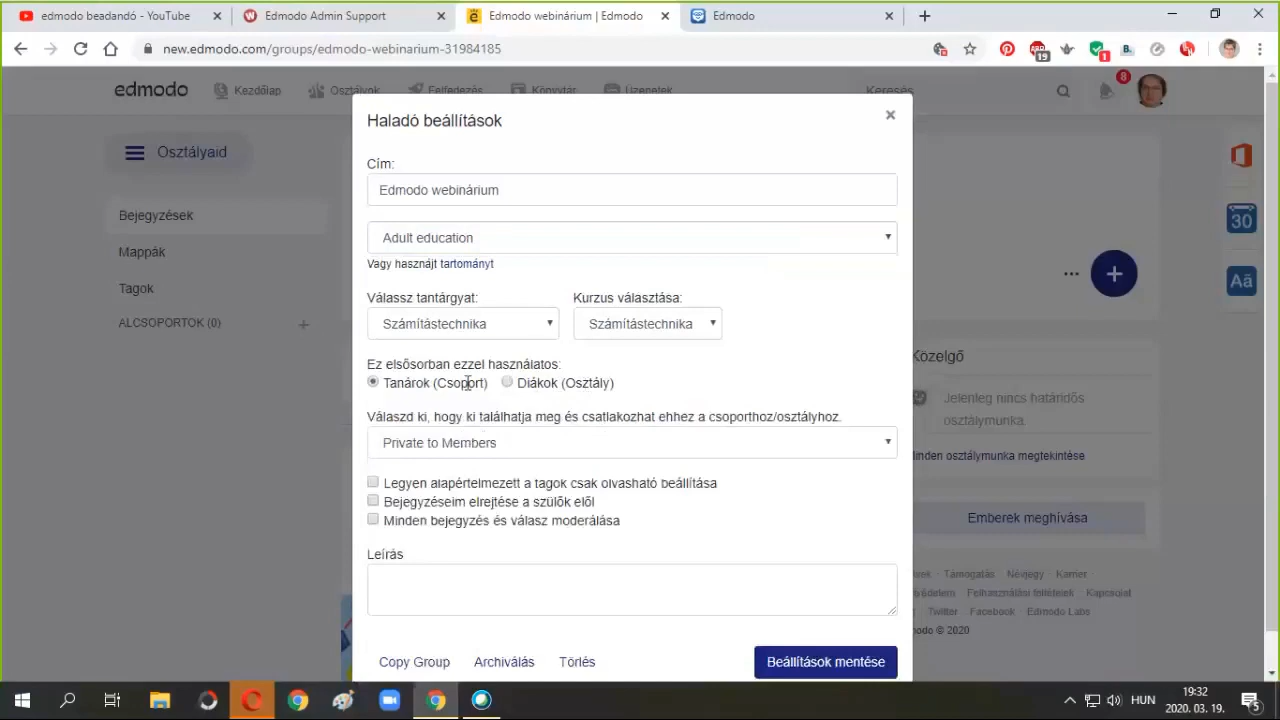 edmodo beadandó - YouTube
Edmodo Admin Support
Edmodo webinárium | Edmodo
Edmodo
new.edmodo.com/groups/edmodo-webinarium-31984185
19
1
edmodo
Kezdőlap
Osztályok
Felfedezés
Könyvtár
Üzenetek
Keresés
8
Haladó beállítások
Osztályaid
Cím:
Edmodo webinárium
Bejegyzések
Adult education
Mappák
Vagy használjt tartományt
30
Tagok
Válassz tantárgyat:
Kurzus választása:
ALCSOPORTOK (0)
Számítástechnika
Számítástechnika
Aä
Ez elsősorban ezzel használatos:
Közelgő
Tanárok (Csoport)
Diákok (Osztály)
Jelenleg nincs határidős
osztálymunka.
Válaszd ki, hogy ki találhatja meg és csatlakozhat ehhez a csoporthoz/osztályhoz.
Private to Members
Minden osztálymunka megtekintése
Legyen alapértelmezett a tagok csak olvasható beállítása
Bejegyzéseim elrejtése a szülők elől
Minden bejegyzés és válasz moderálása
Emberek meghívása
Leírás
Támogatás
Névjegy
Karrier
Felhasználási feltételek
Kapcsolat
Twitter
Facebook
Edmodo Labs
© 2020
Copy Group
Archiválás
Törlés
Beállítások mentése
HUN
19:32
2020. 03. 19.
5